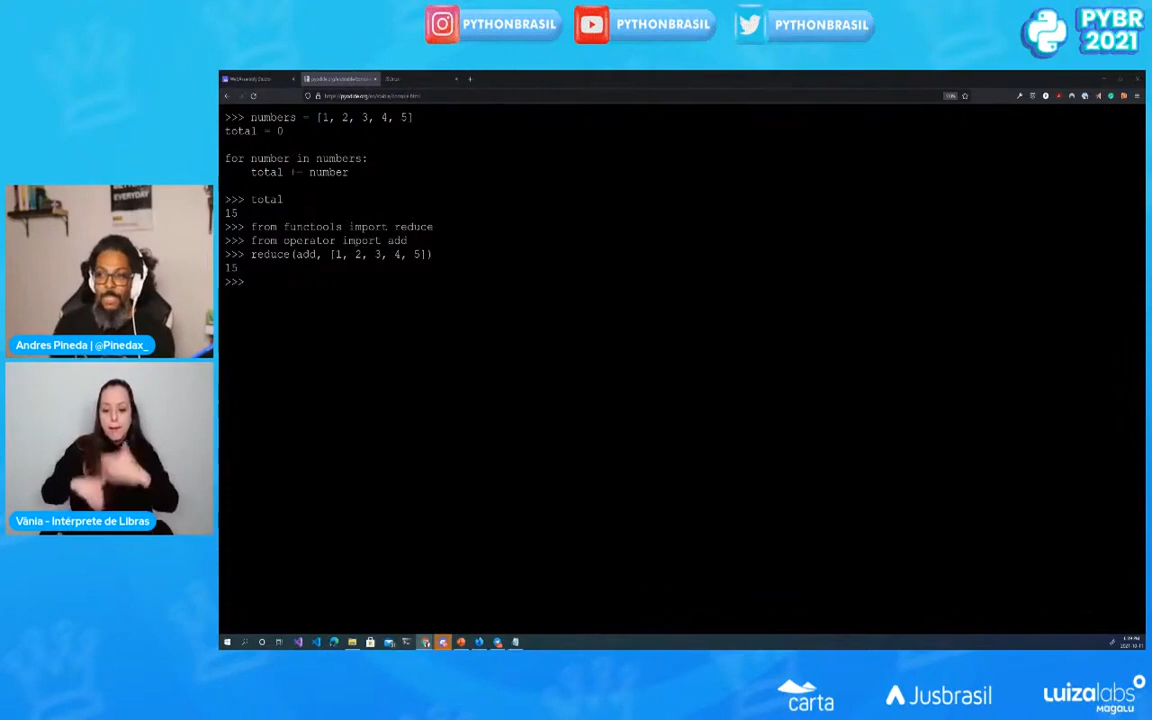 PYTHONBRASIL
PYTHONBRASIL
PYTHONBRASIL
PYBR
2021
>>> numbers = [1, 2, 3, 4, 5]
total = 0
for number in numbers:
total += number
>>> total
15
>>> from functools import reduce
>>> from operator import add
>>> reduce(add, [1, 2, 3, 4, 5])
15
>>>
EVERYDAY
Andres Pineda | @Pinedax_
Vânia - Intérprete de Libras
carta
Jusbrasil
luizalabs
MAGALU